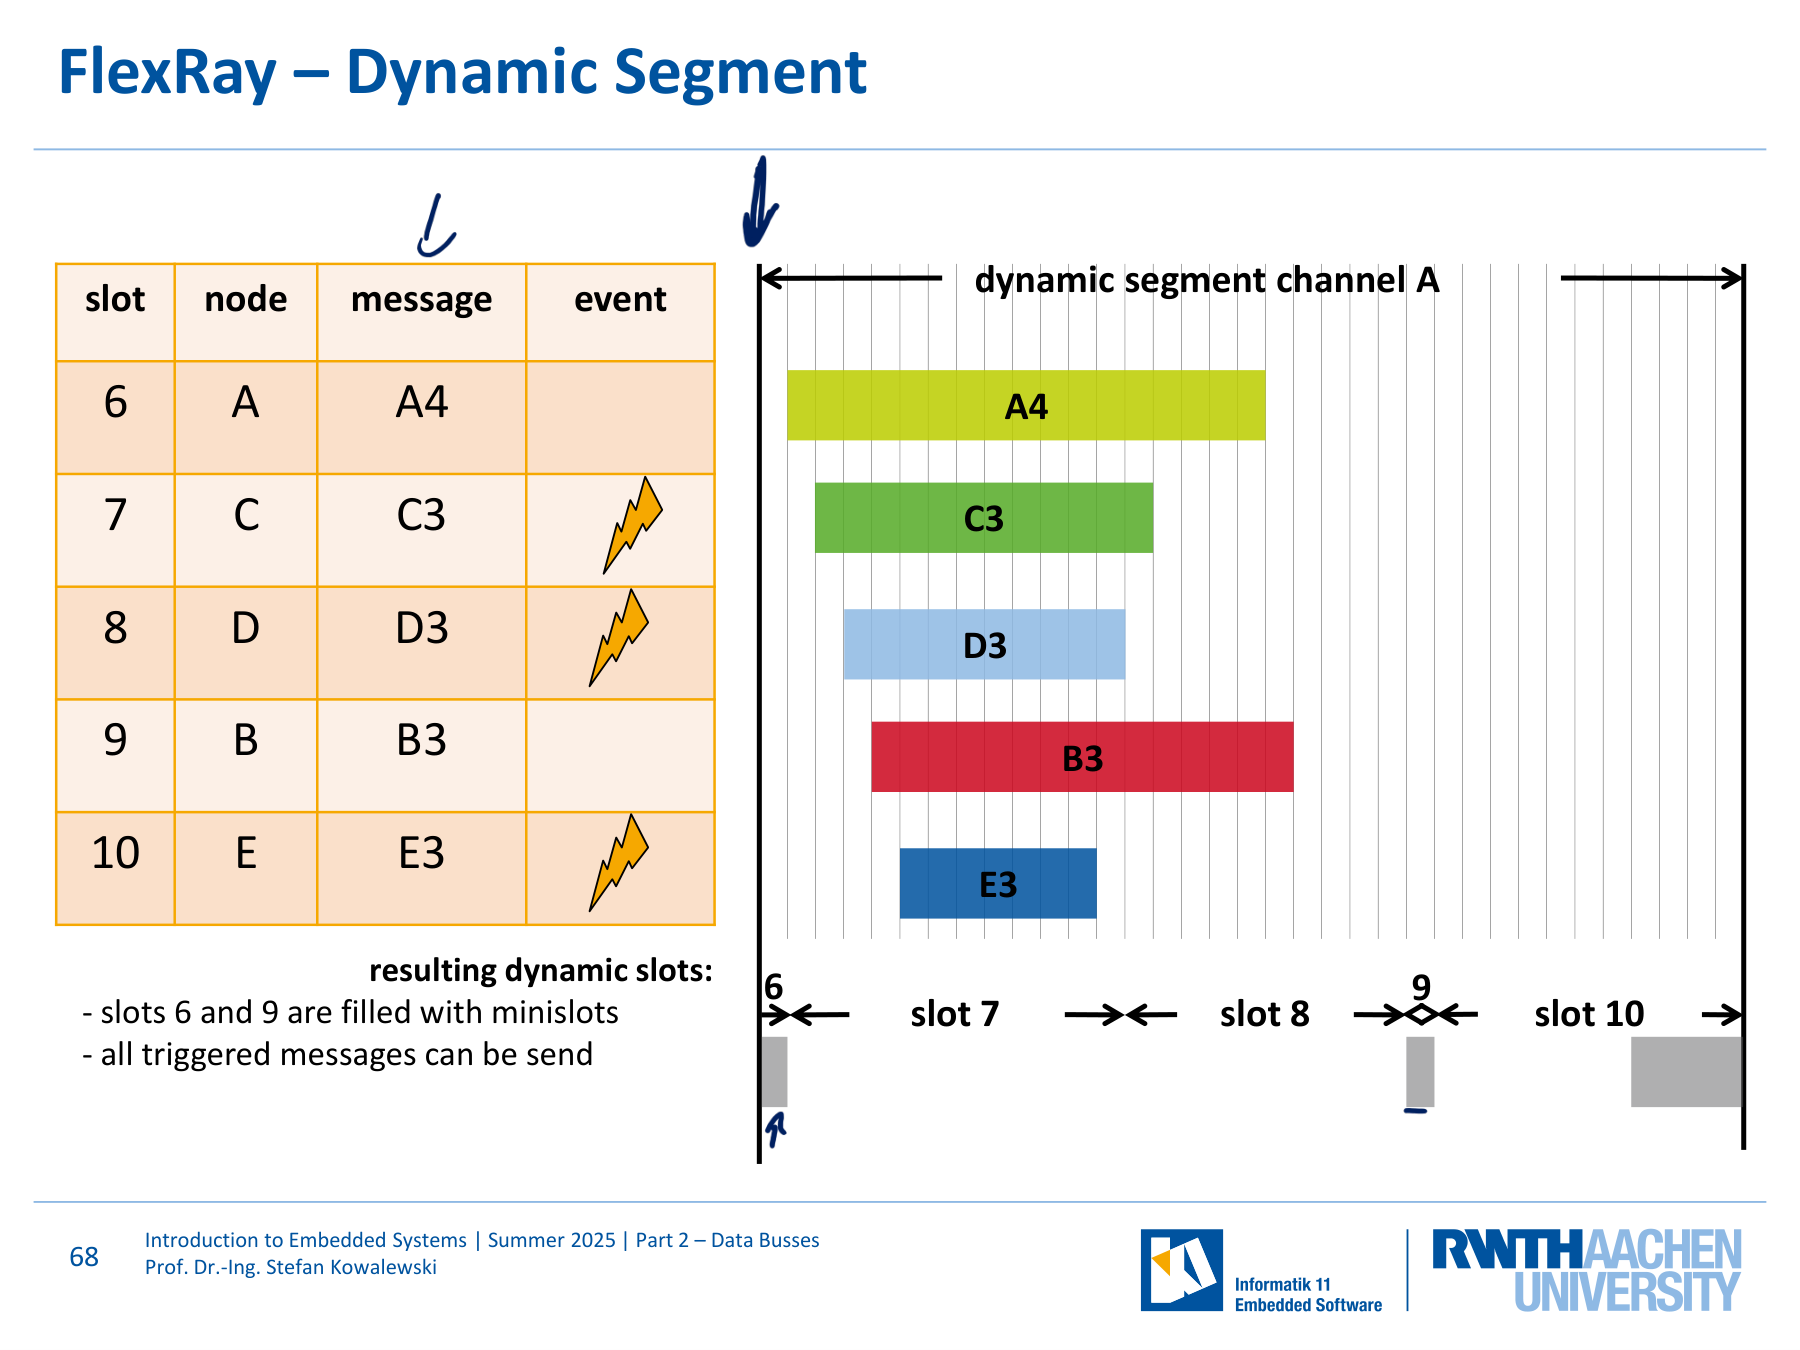 FlexRay – Dynamic Segment
slot node message event
6 A A4
7 C C3
8 D D3
9 B B3
10 E E3
dynamic segment channel A
A4
C3
D3
B3
E3
resulting dynamic slots:
- slots 6 and 9 are filled with minislots
- all triggered messages can be send
6 9
slot 7 slot 8 slot 10
68
Introduction to Embedded Systems | Summer 2025 | Part 2 – Data Busses
Prof. Dr.-Ing. Stefan Kowalewski
Informatik 11
Embedded Software
RWTHAACHEN
UNIVERSITY